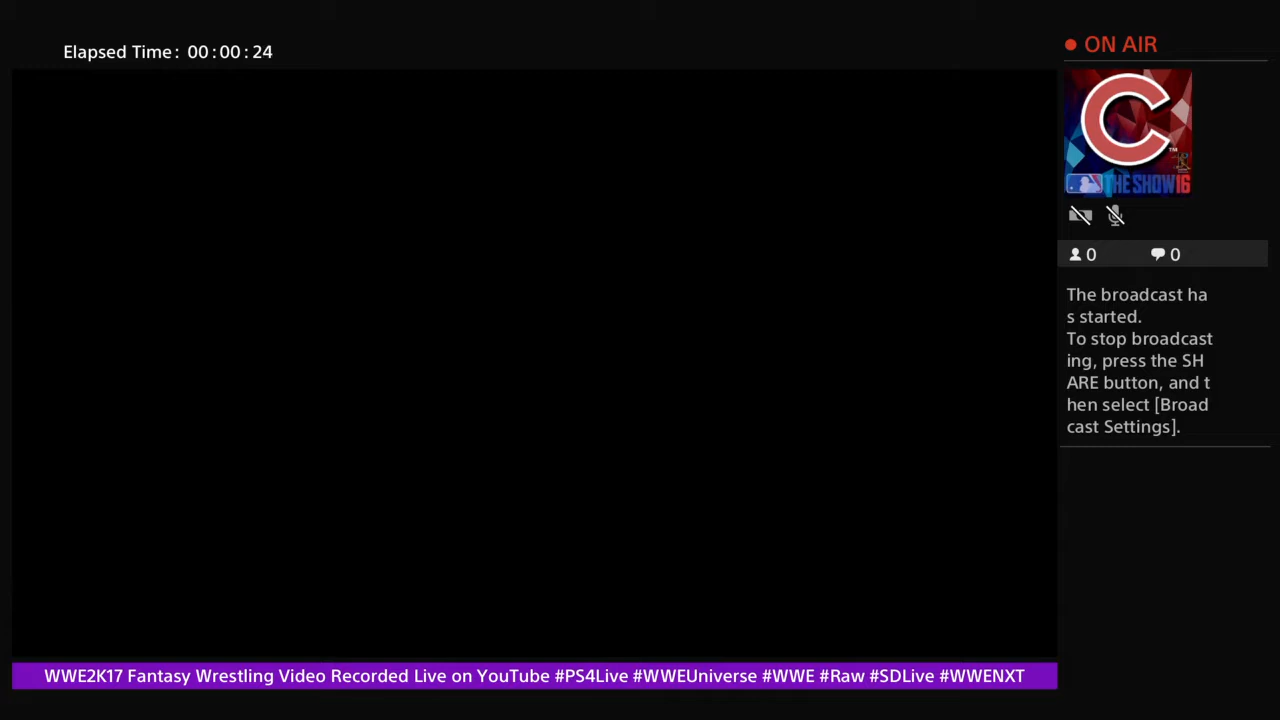 Elapsed Time: 00:00:24
ON AIR
C
THE SHOW16
0 0
The broadcast ha
s started.
To stop broadcast
ing, press the SH
ARE button, and t
hen select [Broad
cast Settings].
WWE2K17 Fantasy Wrestling Video Recorded Live on YouTube #PS4Live #WWEUniverse #WWE #Raw #SDLive #WWENXT